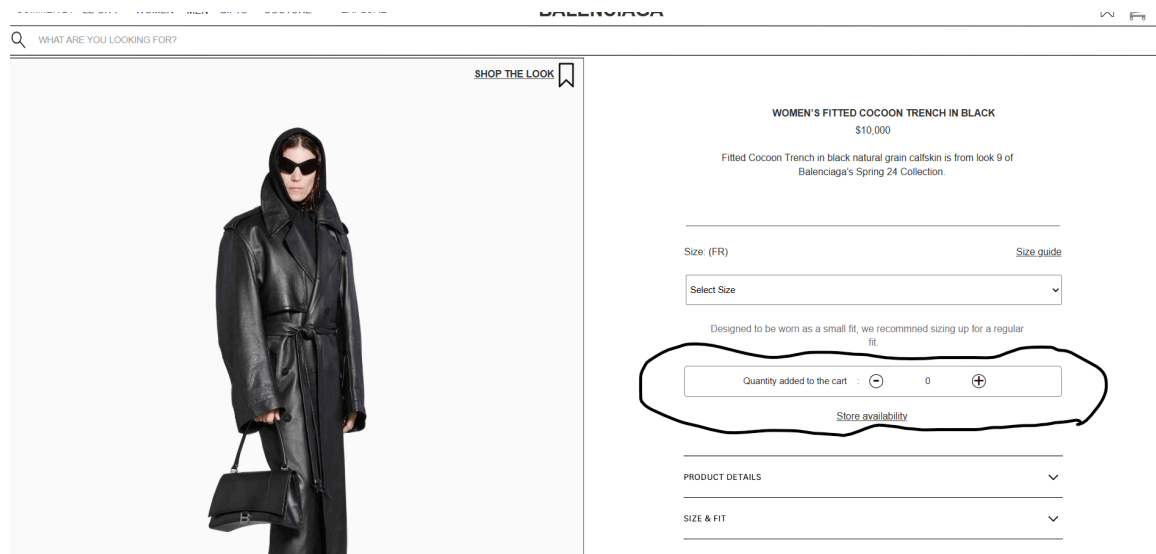 WHAT ARE YOU LOOKING FOR?
SHOP THE LOOK
WOMEN'S FITTED COCOON TRENCH IN BLACK
$10,000
Fitted Cocoon Trench in black natural grain calfskin is from look 9 of
Balenciaga's Spring 24 Collection.
Size: (FR) Size guide
Select Size
Designed to be worn as a small fit, we recommned sizing up for a regular
fit.
Quantity added to the cart : 0
Store availability
PRODUCT DETAILS
SIZE & FIT